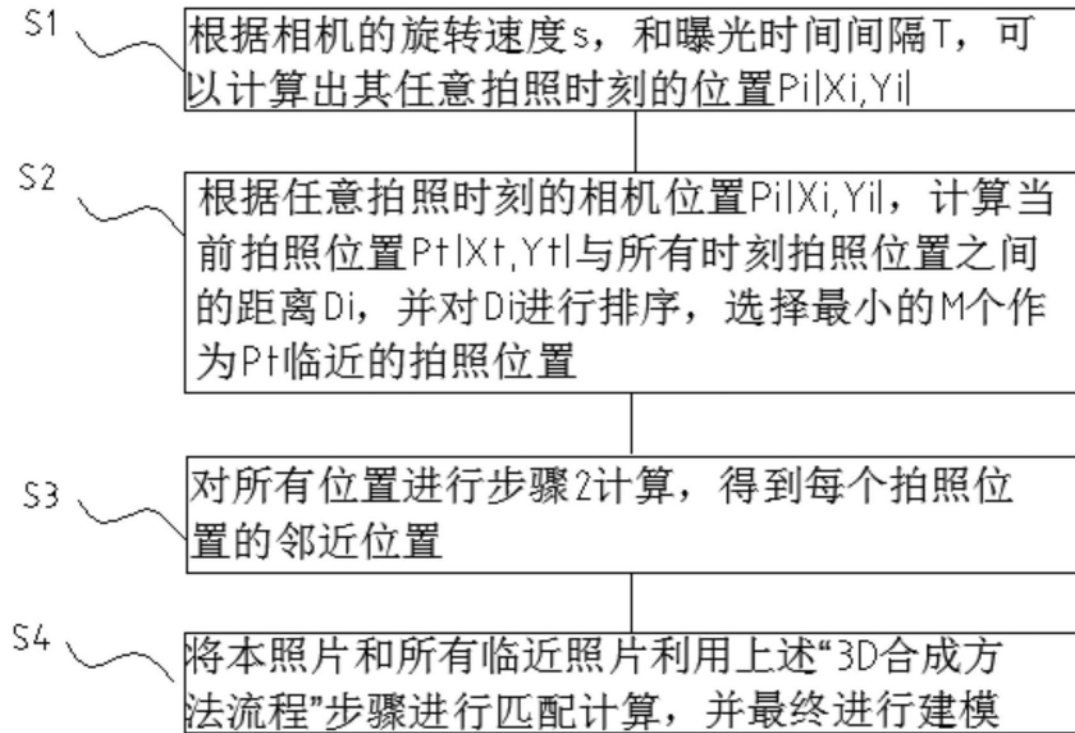 S1
根据相机的旋转速度s，和曝光时间间隔T，可
以计算出其任意拍照时刻的位置Pi|Xi,Yi|
S2
根据任意拍照时刻的相机位置Pi|Xi,Yi|，计算当
前拍照位置Pt|Xt,Yt|与所有时刻拍照位置之间
的距离Di，并对Di进行排序，选择最小的M个作
为Pt临近的拍照位置
S3
对所有位置进行步骤2计算，得到每个拍照位
置的邻近位置
S4
将本照片和所有临近照片利用上述“3D合成方
法流程”步骤进行匹配计算，并最终进行建模